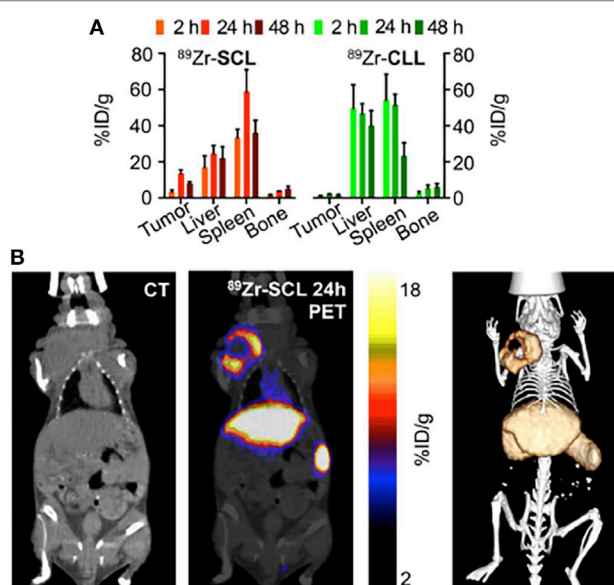 A
2 h 24 h 48 h 2 h 24 h 48 h
80 ⁸⁹Zr-SCL ⁸⁹Zr-CLL 80
60 60
40 40
20 20
0 0
%ID/g %ID/g
Tumor Liver Spleen Bone Tumor Liver Spleen Bone
B
CT ⁸⁹Zr-SCL 24h 18
PET
%ID/g
2